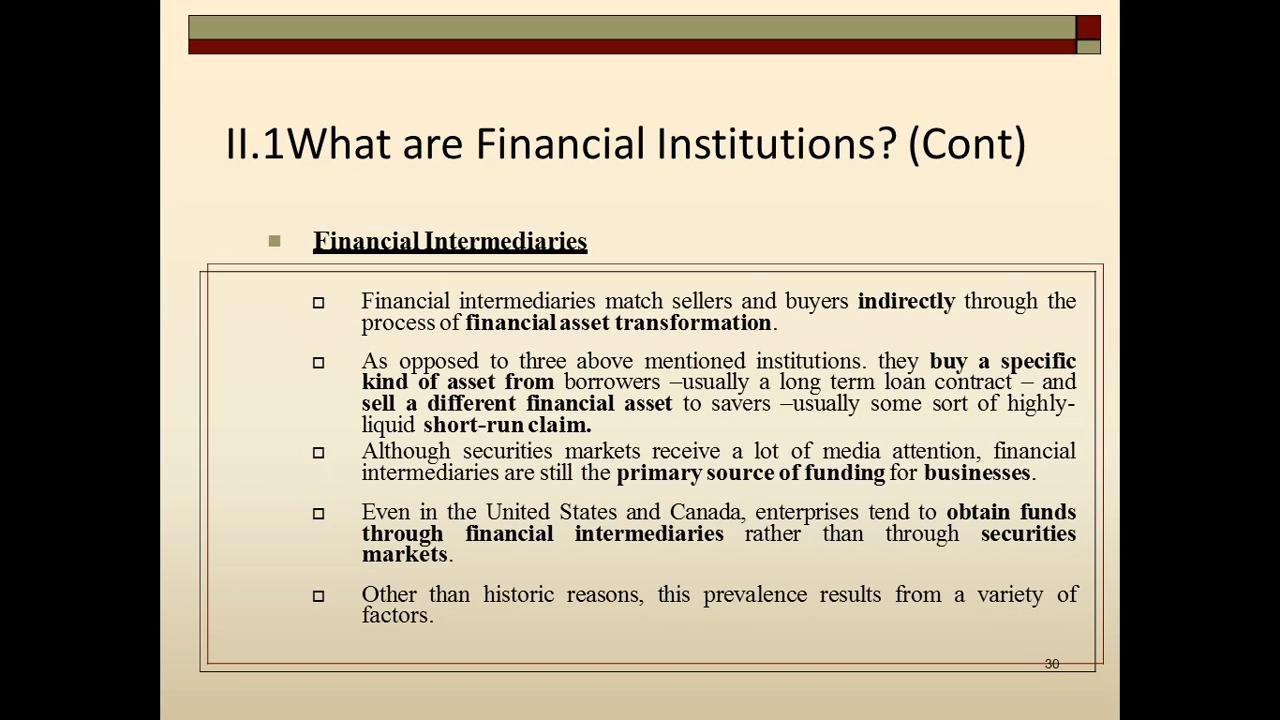 II.1What are Financial Institutions? (Cont)
Financial Intermediaries
Financial intermediaries match sellers and buyers indirectly through the
process of financial asset transformation.
As opposed to three above mentioned institutions. they buy a specific
kind of asset from borrowers –usually a long term loan contract – and
sell a different financial asset to savers –usually some sort of highly-
liquid short-run claim.
Although securities markets receive a lot of media attention, financial
intermediaries are still the primary source of funding for businesses.
Even in the United States and Canada, enterprises tend to obtain funds
through financial intermediaries rather than through securities
markets.
Other than historic reasons, this prevalence results from a variety of
factors.
30